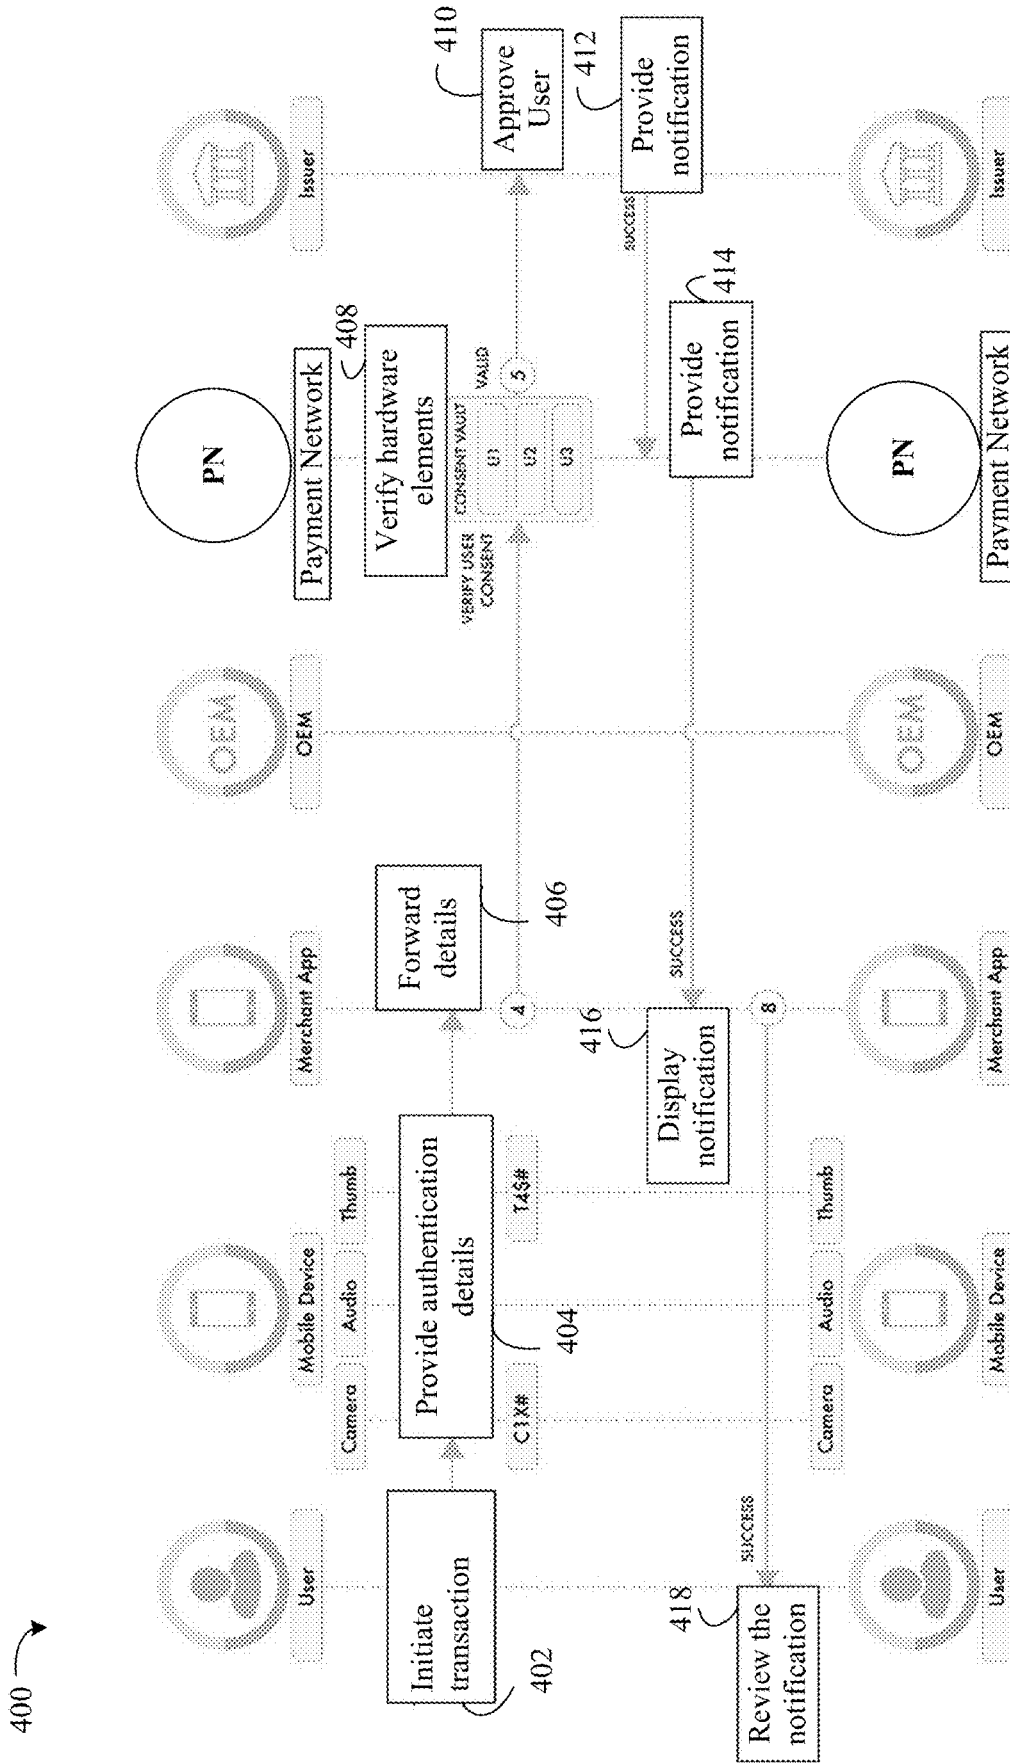 400
User
Mobile Device
Merchant App
OEM
OEM
PN
Payment Network
Issuer
Camera
Audio
Thumb
408
Initiate
transaction
402
Provide authentication
details
404
Forward
details
406
Verify hardware
elements
410
Approve
User
C1X#
T4$#
4
VERIFY USER
CONSENT
CONSENT VAULT
U1
U2
U3
VALID
5
412
Provide
notification
SUCCESS
414
Provide
notification
416
Display
notification
SUCCESS
8
418
Review the
notification
SUCCESS
Camera
Audio
Thumb
User
Mobile Device
Merchant App
OEM
OEM
PN
Payment Network
Issuer